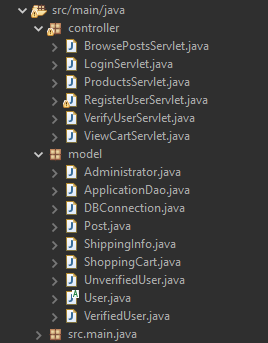 src/main/java
controller
BrowsePostsServlet.java
LoginServlet.java
ProductsServlet.java
RegisterUserServlet.java
VerifyUserServlet.java
ViewCartServlet.java
model
Administrator.java
ApplicationDao.java
DBConnection.java
Post.java
ShippingInfo.java
ShoppingCart.java
UnverifiedUser.java
User.java
VerifiedUser.java
src.main.java